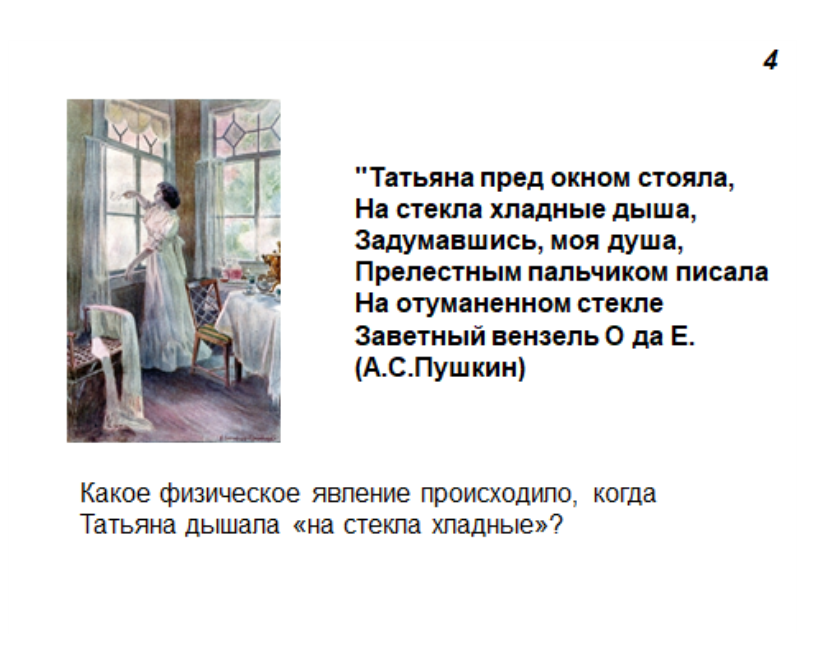 4
"Татьяна пред окном стояла,
На стекла хладные дыша,
Задумавшись, моя душа,
Прелестным пальчиком писала
На отуманенном стекле
Заветный вензель О да Е.
(А.С.Пушкин)
Какое физическое явление происходило, когда
Татьяна дышала «на стекла хладные»?